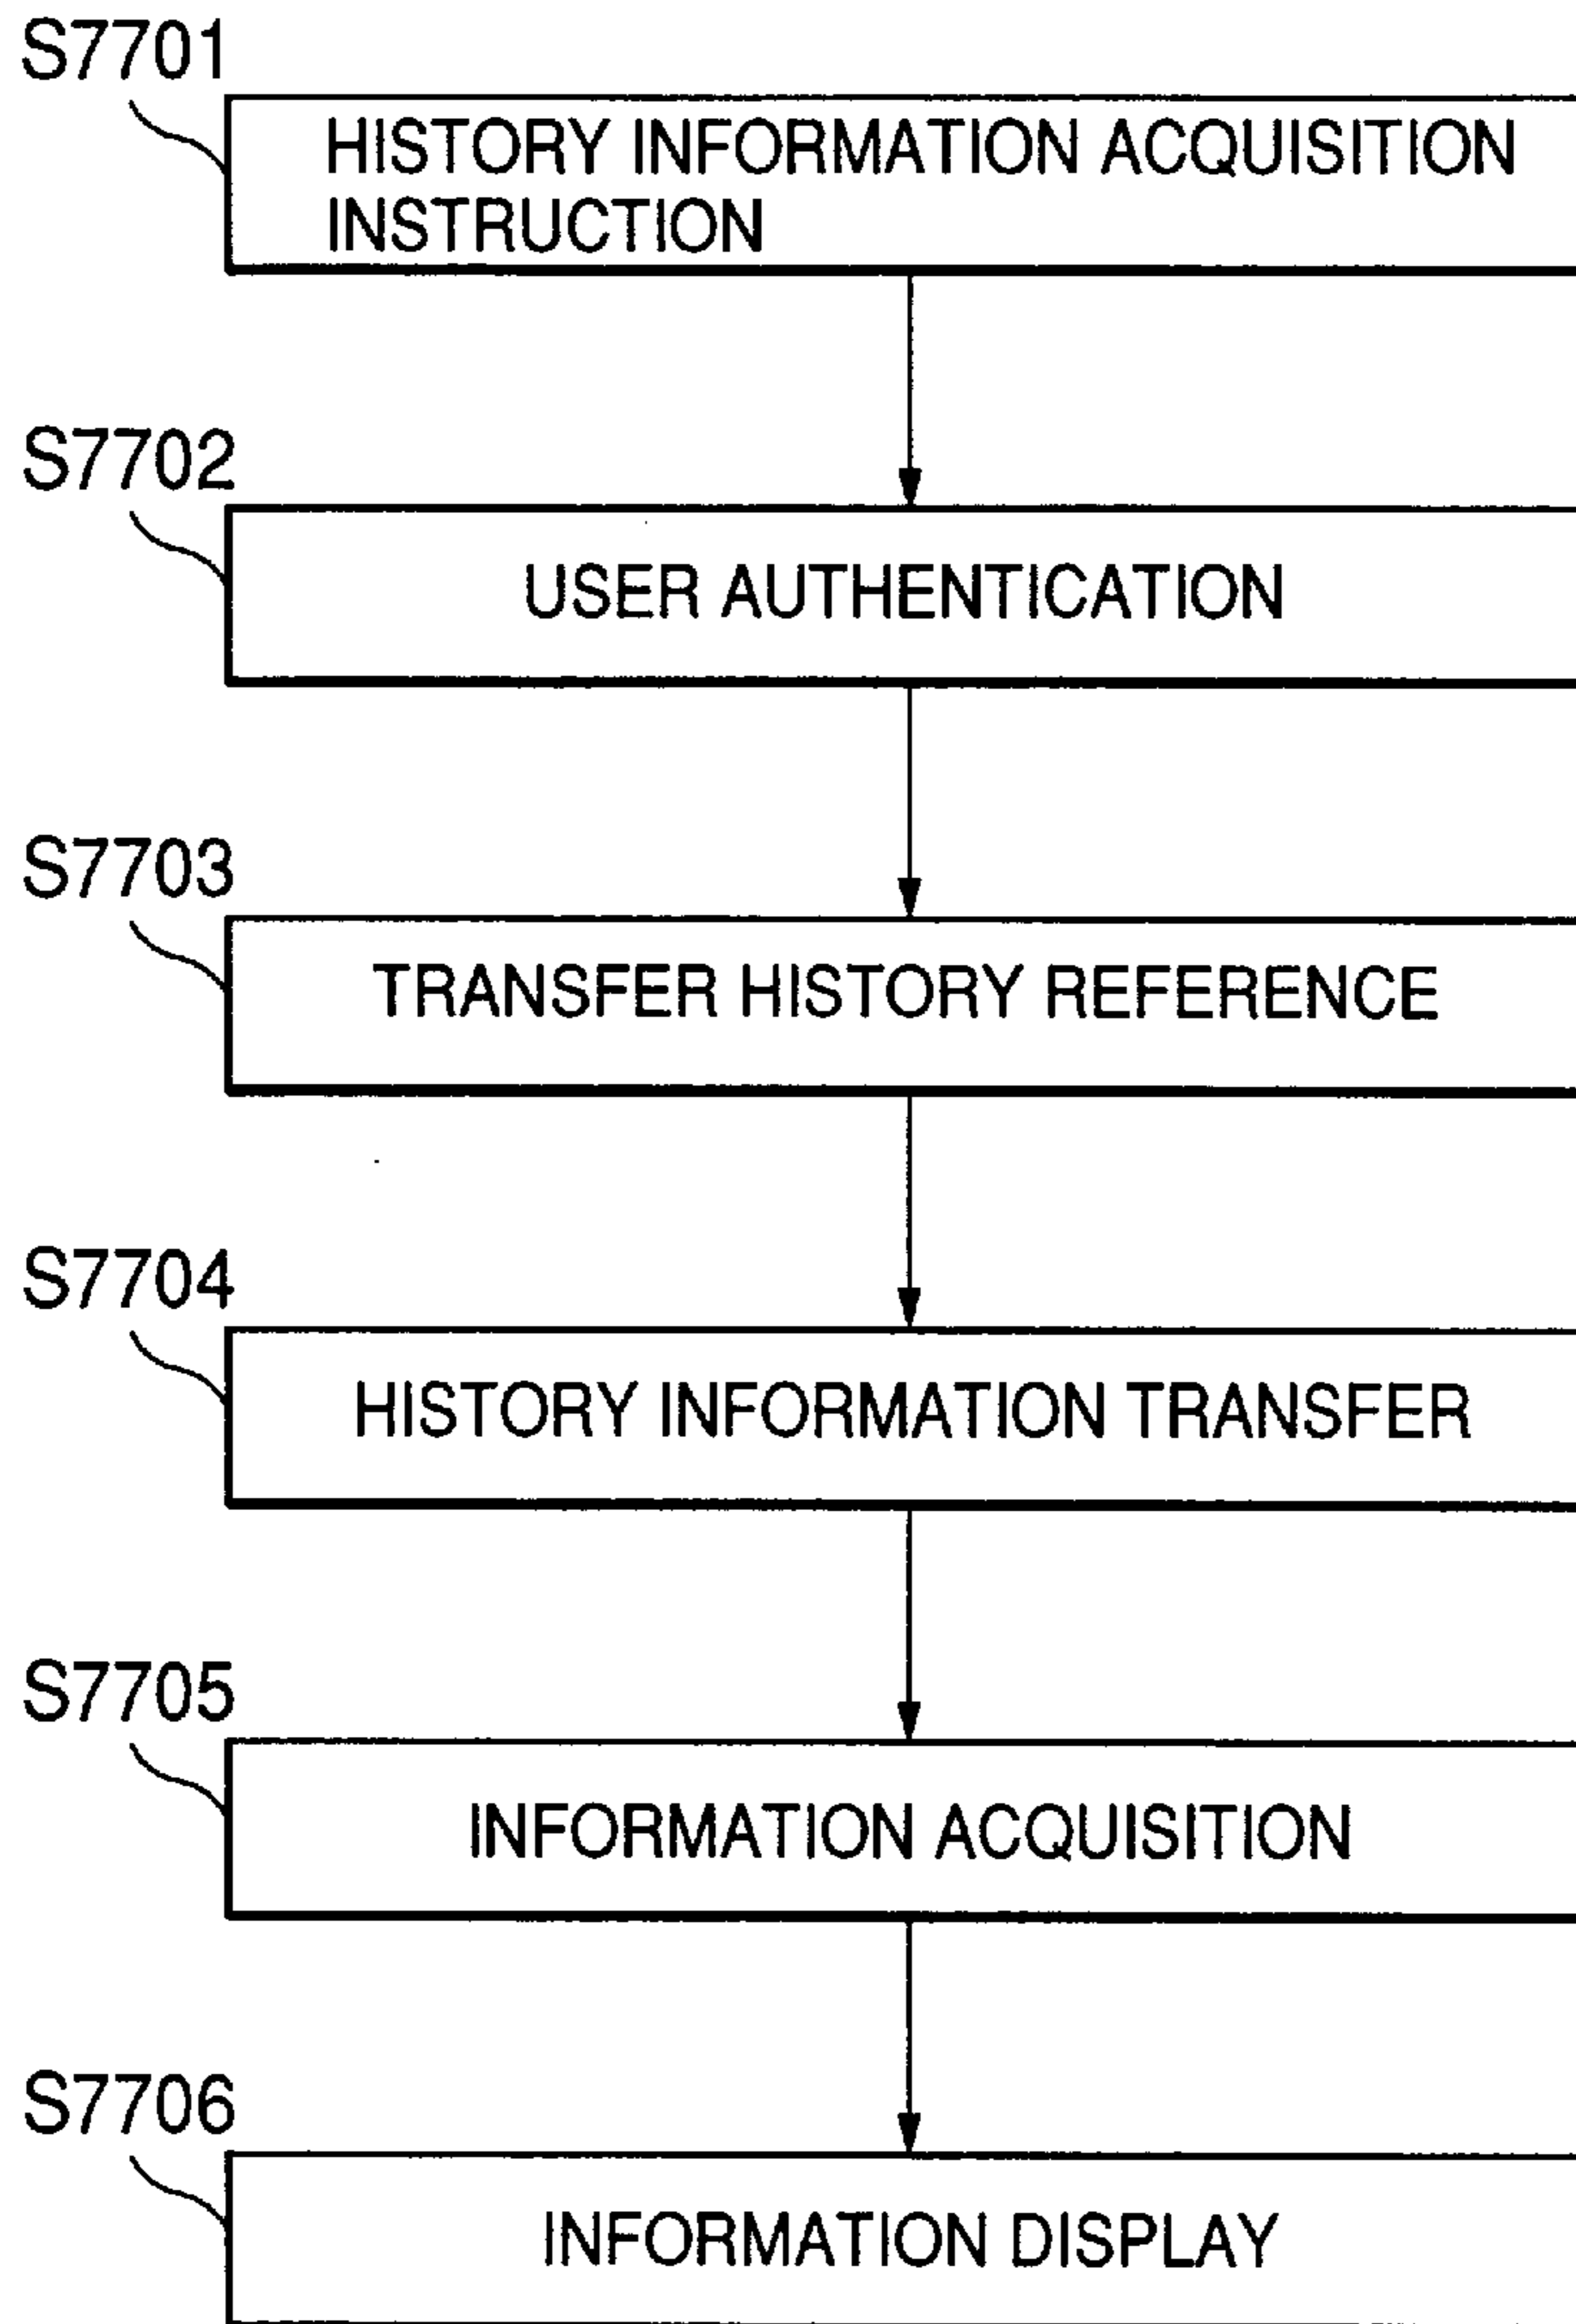 S7701
HISTORY INFORMATION ACQUISITION
INSTRUCTION
S7702
USER AUTHENTICATION
S7703
TRANSFER HISTORY REFERENCE
S7704
HISTORY INFORMATION TRANSFER
S7705
INFORMATION ACQUISITION
S7706
INFORMATION DISPLAY